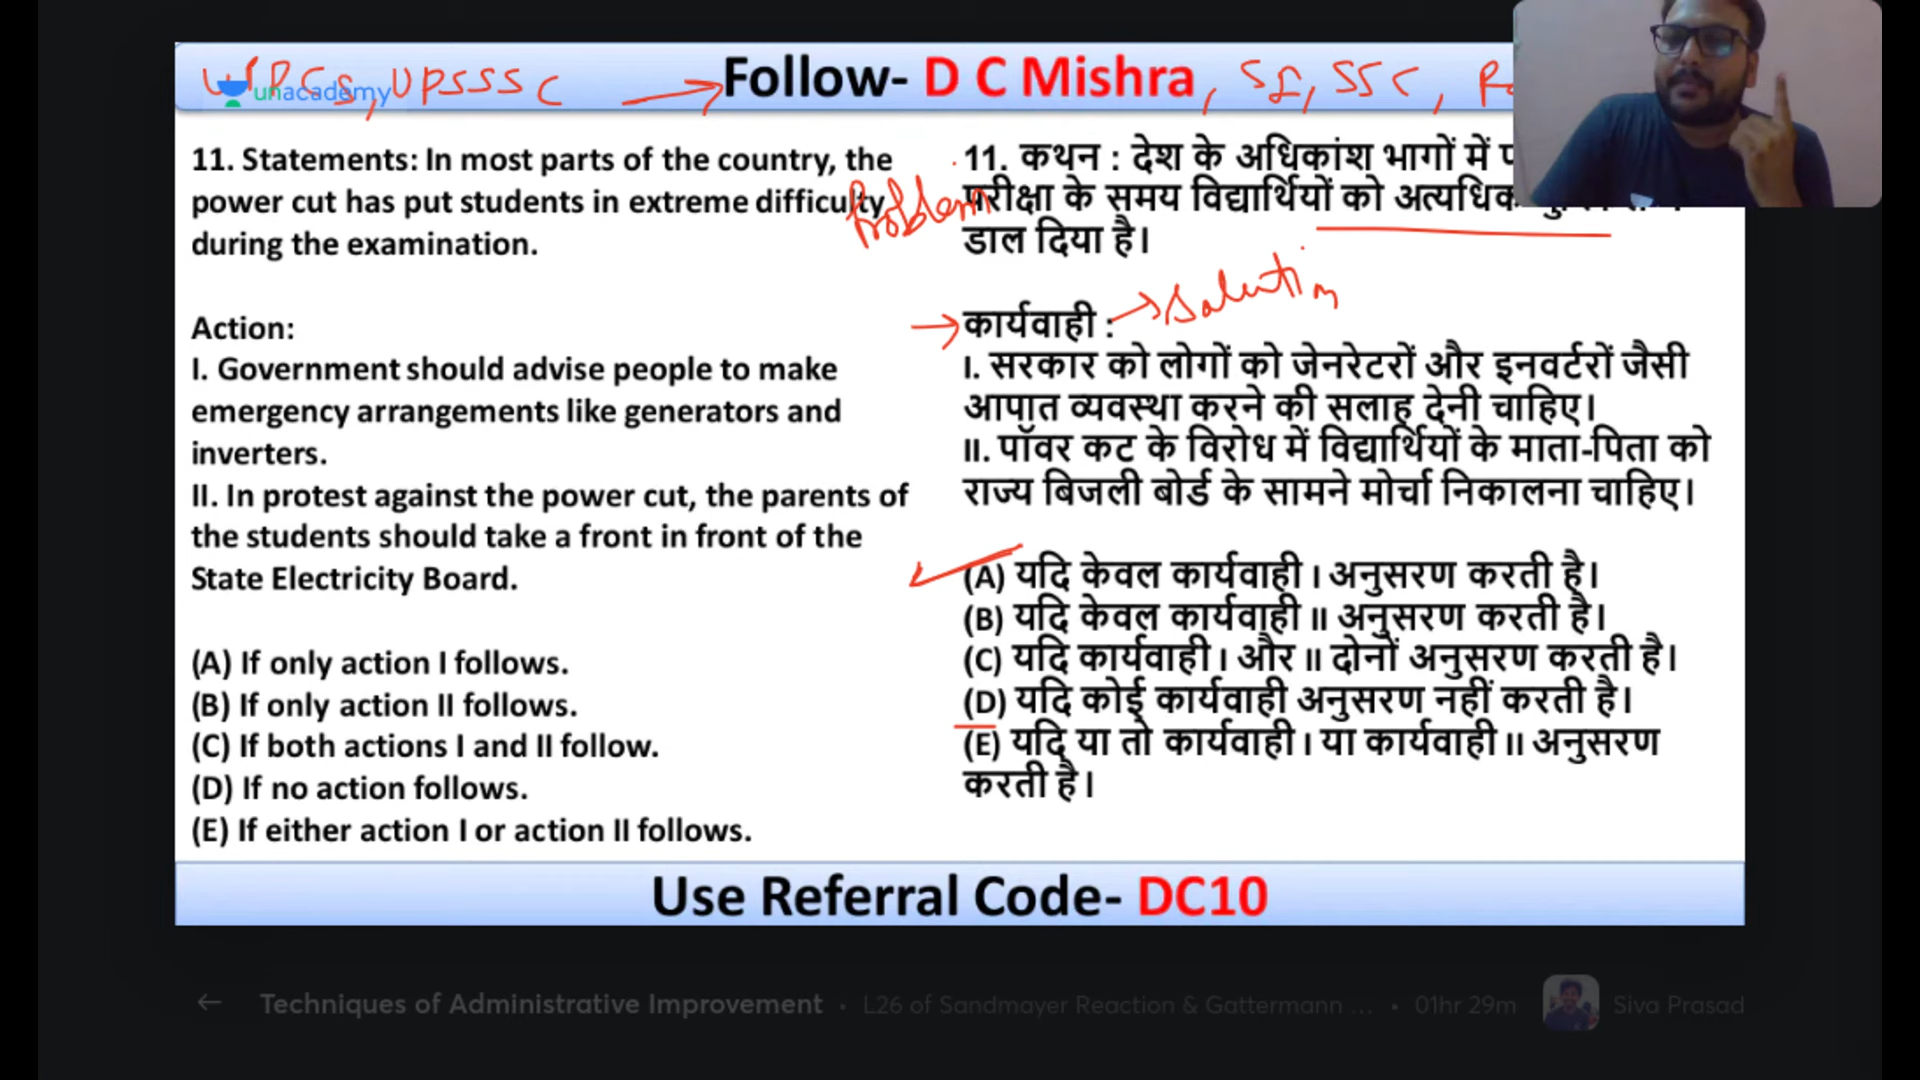 unacademy
UPSSSC
Follow- D C Mishra
, SI, SSC,
11. Statements: In most parts of the country, the
power cut has put students in extreme difficulty
during the examination.
Problem
Action:
I. Government should advise people to make
emergency arrangements like generators and
inverters.
II. In protest against the power cut, the parents of
the students should take a front in front of the
State Electricity Board.
(A) If only action I follows.
(B) If only action II follows.
(C) If both actions I and II follow.
(D) If no action follows.
(E) If either action I or action II follows.
11. कथन : देश के अधिकांश भागों में
परीक्षा के समय विद्यार्थियों को अत्यधिक
डाल दिया है।
कार्यवाही :
I. सरकार को लोगों को जेनरेटरों और इनवर्टरों जैसी
आपात व्यवस्था करने की सलाह देनी चाहिए।
II. पॉवर कट के विरोध में विद्यार्थियों के माता-पिता को
राज्य बिजली बोर्ड के सामने मोर्चा निकालना चाहिए।
(A) यदि केवल कार्यवाही I अनुसरण करती है।
(B) यदि केवल कार्यवाही II अनुसरण करती है।
(C) यदि कार्यवाही I और II दोनों अनुसरण करती है।
(D) यदि कोई कार्यवाही अनुसरण नहीं करती है।
(E) यदि या तो कार्यवाही I या कार्यवाही II अनुसरण
करती है।
Use Referral Code- DC10
Techniques of Administrative Improvement • L26 of Sandmayer Reaction & Gattermann ... • 01hr 29m Siva Prasad